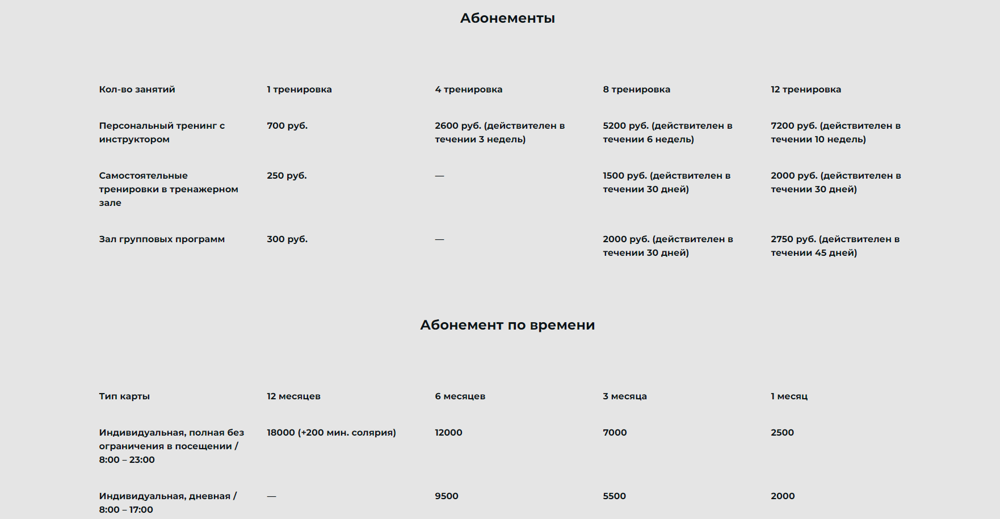 Абонементы
Кол-во занятий 1 тренировка 4 тренировка 8 тренировка 12 тренировка
Персональный тренинг с 700 руб. 2600 руб. (действителен в 5200 руб. (действителен в 7200 руб. (действителен в
инструктором течении 3 недель) течении 6 недель) течении 10 недель)
Самостоятельные 250 руб. — 1500 руб. (действителен в 2000 руб. (действителен в
тренировки в тренажерном течении 30 дней) течении 30 дней)
зале
Зал групповых программ 300 руб. — 2000 руб. (действителен в 2750 руб. (действителен в
течении 30 дней) течении 45 дней)
Абонемент по времени
Тип карты 12 месяцев 6 месяцев 3 месяца 1 месяц
Индивидуальная, полная без 18000 (+200 мин. солярия) 12000 7000 2500
ограничения в посещении /
8:00 – 23:00
Индивидуальная, дневная / — 9500 5500 2000
8:00 – 17:00